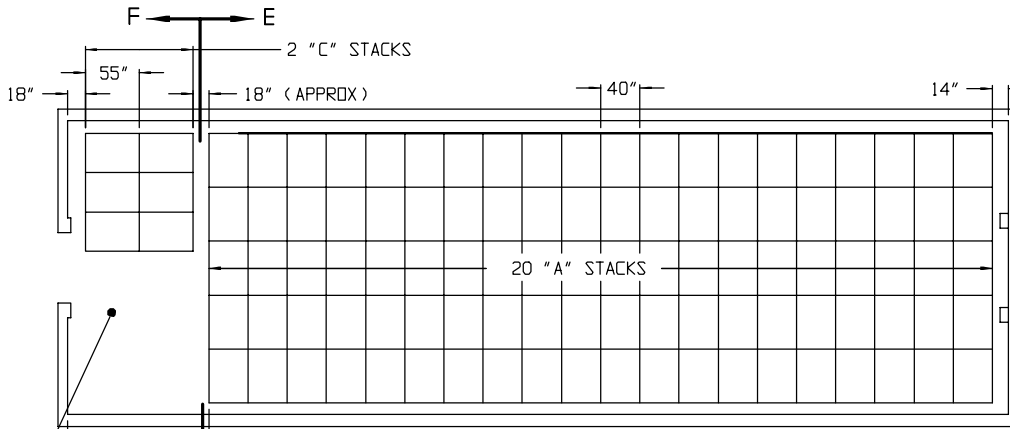 F E
2 "C" STACKS
55"
18" 18" (APPROX) 40" 14"
20 "A" STACKS